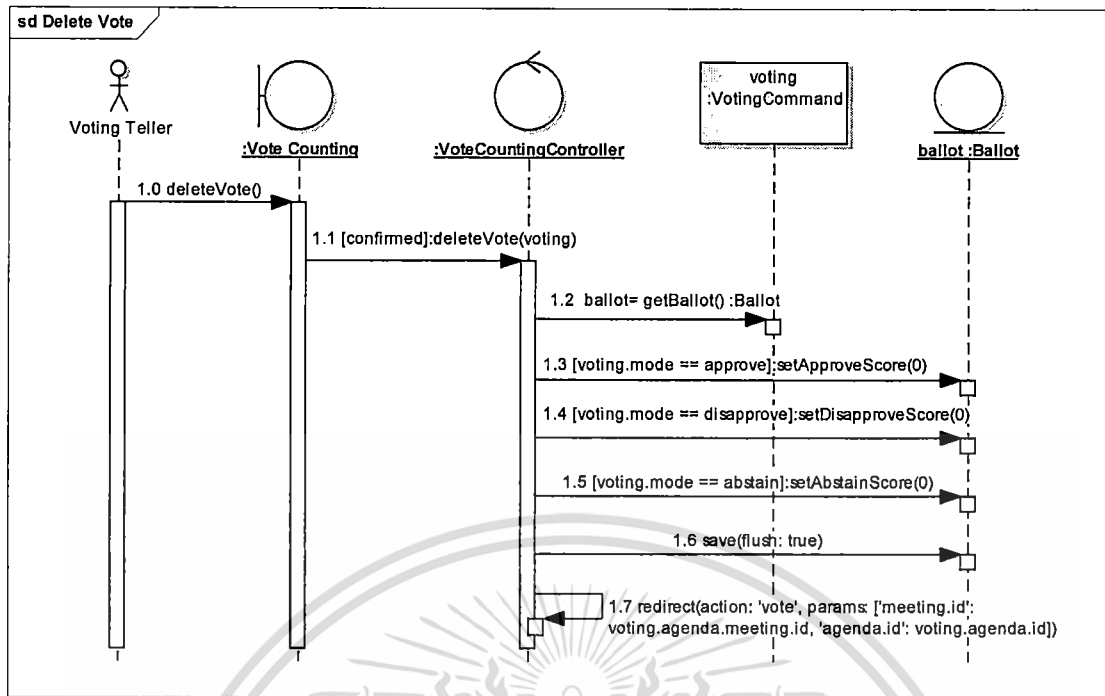 sd Delete Vote
Voting Teller
:Vote Counting
:VoteCountingController
voting
:VotingCommand
ballot :Ballot
1.0 deleteVote()
1.1 [confirmed]:deleteVote(voting)
1.2 ballot= getBallot() :Ballot
1.3 [voting.mode == approve]:setApproveScore(0)
1.4 [voting.mode == disapprove]:setDisapproveScore(0)
1.5 [voting.mode == abstain]:setAbstainScore(0)
1.6 save(flush: true)
1.7 redirect(action: 'vote', params: ['meeting.id':
voting.agenda.meeting.id, 'agenda.id': voting.agenda.id])